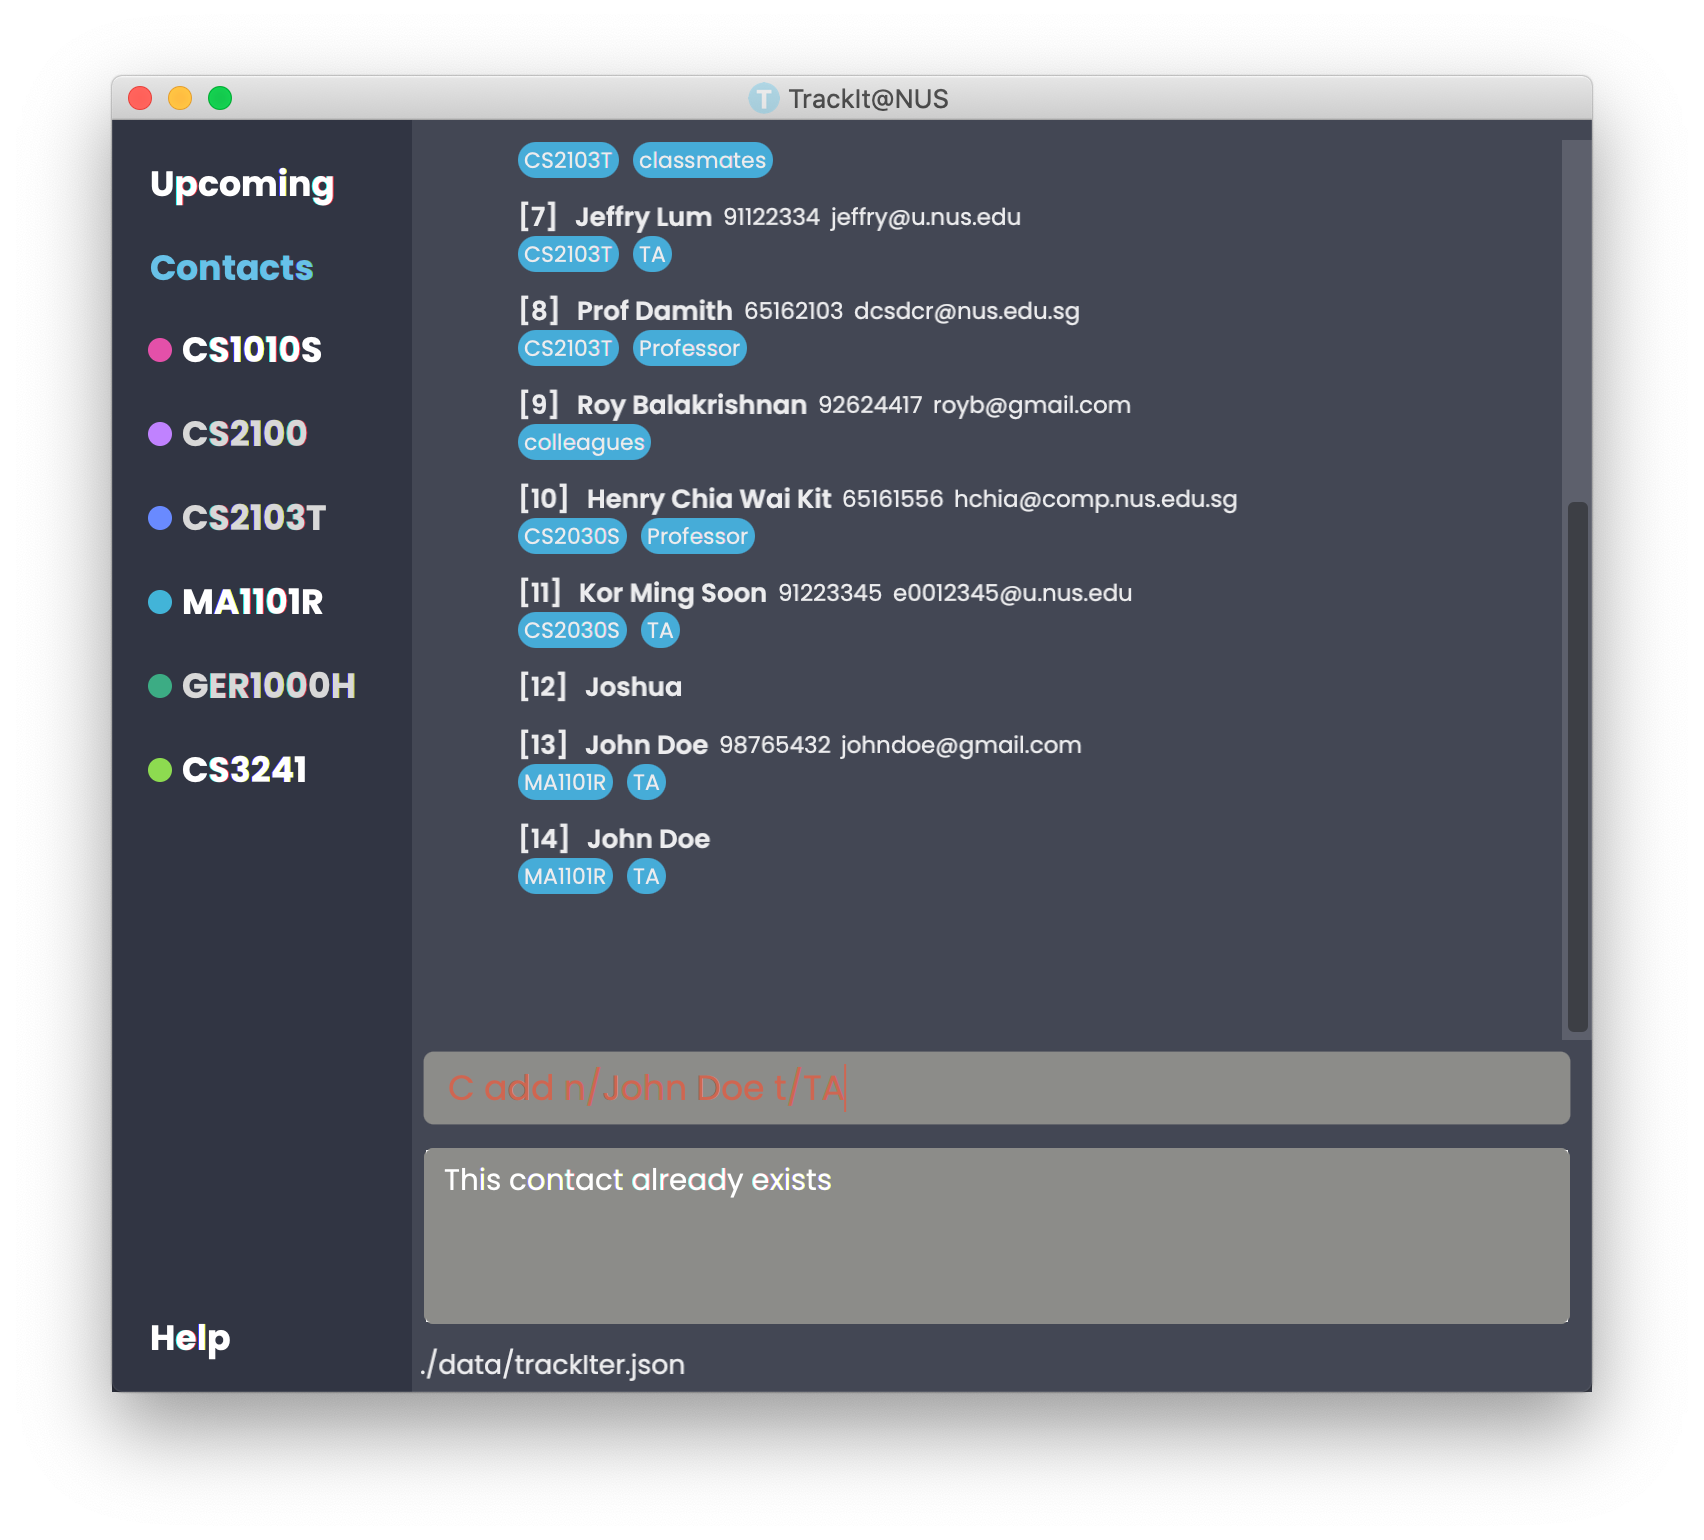 T TrackIt@NUS
Upcoming
Contacts
CS1010S
CS2100
CS2103T
MA1101R
GER1000H
CS3241
Help
CS2103T classmates
[7] Jeffry Lum 91122334 jeffry@u.nus.edu
CS2103T TA
[8] Prof Damith 65162103 dcsdcr@nus.edu.sg
CS2103T Professor
[9] Roy Balakrishnan 92624417 royb@gmail.com
colleagues
[10] Henry Chia Wai Kit 65161556 hchia@comp.nus.edu.sg
CS2030S Professor
[11] Kor Ming Soon 91223345 e0012345@u.nus.edu
CS2030S TA
[12] Joshua
[13] John Doe 98765432 johndoe@gmail.com
MA1101R TA
[14] John Doe
MA1101R TA
C add n/John Doe t/TA
This contact already exists
./data/trackIter.json